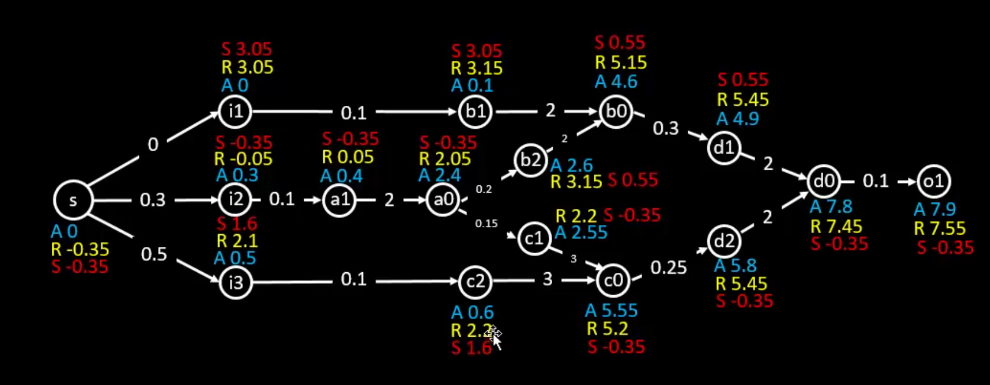 S 3.05
R 3.05
A 0
i1
0.1
S 3.05
R 3.15
A 0.1
b1
2
S 0.55
R 5.15
A 4.6
b0
0.3
S 0.55
R 5.45
A 4.9
d1
2
0
S -0.35
R -0.05
A 0.3
i2
0.1
S -0.35
R 0.05
A 0.4
a1
2
S -0.35
R 2.05
A 2.4
a0
0.2
b2
2
A 2.6
R 3.15 S 0.55
s
0.3
A 0
R -0.35
S -0.35
0.15
R 2.2 S -0.35
A 2.55
c1
3
d0
0.1
o1
A 7.8
R 7.45
S -0.35
A 7.9
R 7.55
S -0.35
0.5
S 1.6
R 2.1
A 0.5
i3
0.1
c2
3
c0
0.25
d2
2
A 0.6
R 2.2
S 1.6
A 5.55
R 5.2
S -0.35
A 5.8
R 5.45
S -0.35